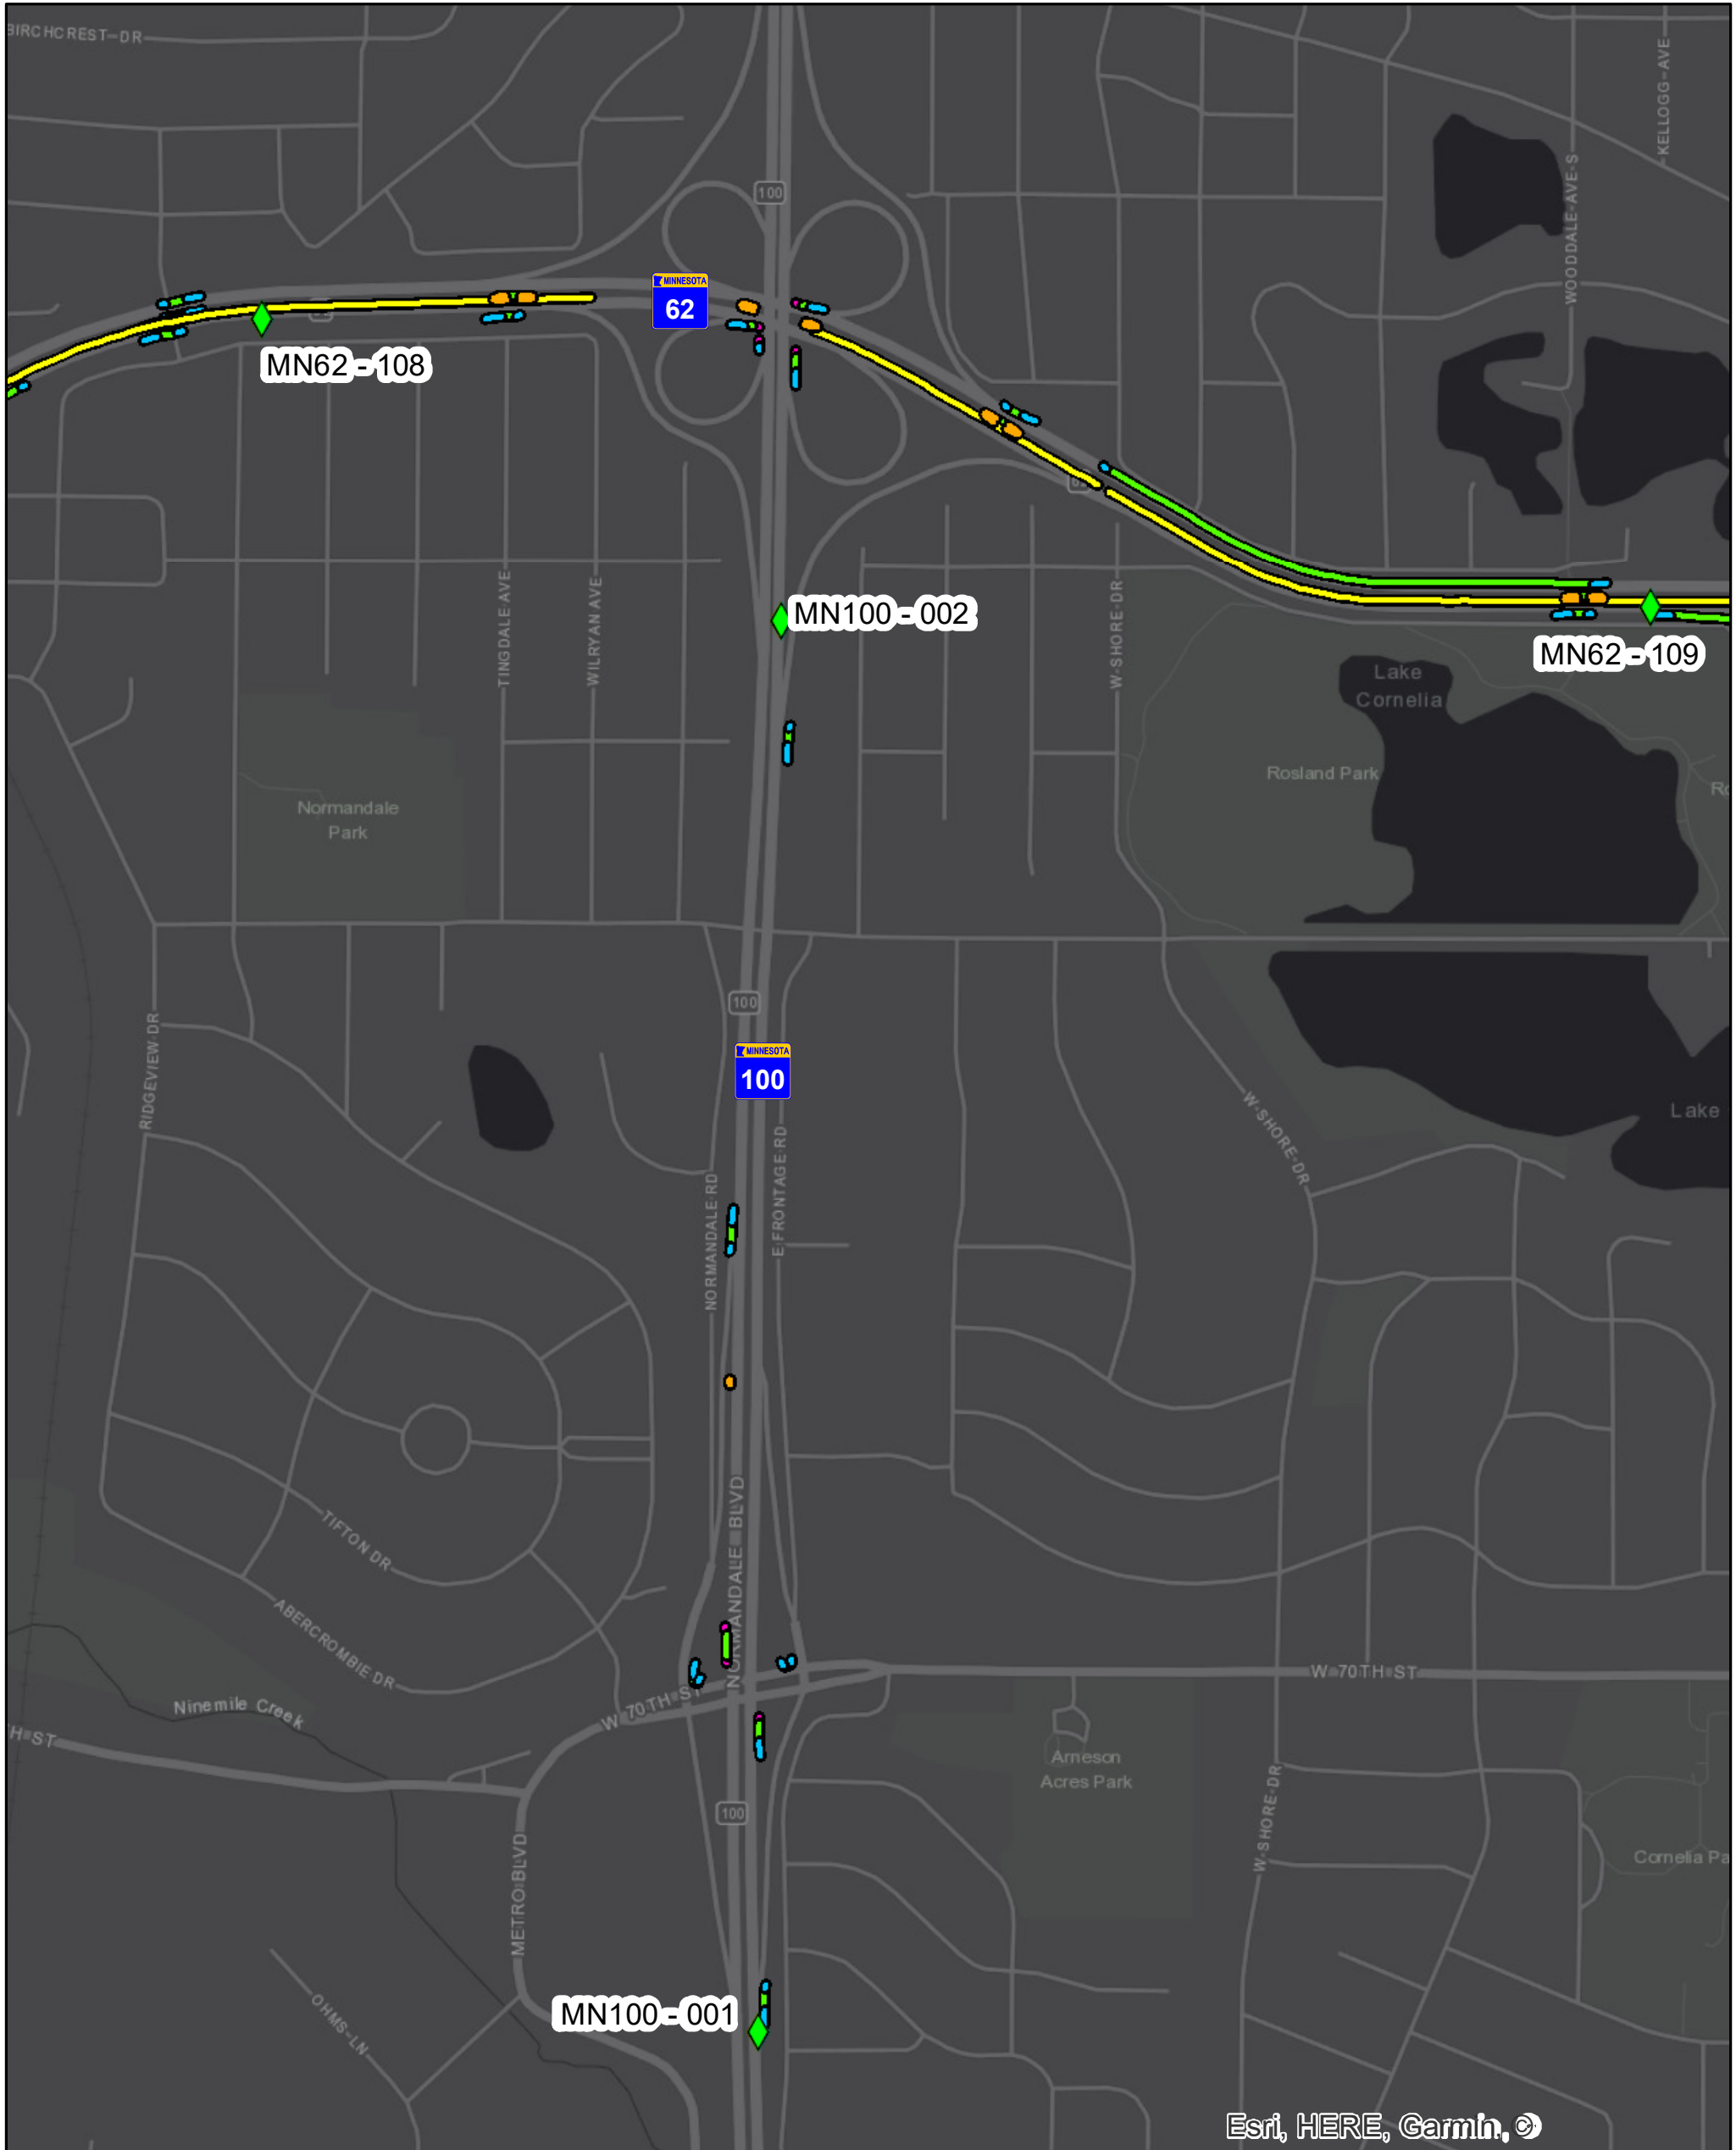 BIRCHCREST-DR
KELLOGG-AVE
WOODDALE-AVE-S
100
MINNESOTA
62
MN62 - 108
MN100 - 002
MN62 - 109
TINGDALE AVE
WILRYAN AVE
W-SHORE-DR
Lake
Cornelia
Rosland Park
Normandale
Park
100
MINNESOTA
100
RIDGEVIEW-DR
Lake
W-SHORE-DR
NORMANDALE RD
E FRONTAGE RD
NORMANDALE BLVD
TIFTON DR
ABERCROMBIE DR
Ninemile Creek
W 70TH ST
W 70TH ST
H ST
Arneson
Acres Park
100
W-SHORE-DR
METRO BLVD
Cornelia Pa
OHMS-LN
MN100 - 001
Esri, HERE, Garmin, ©